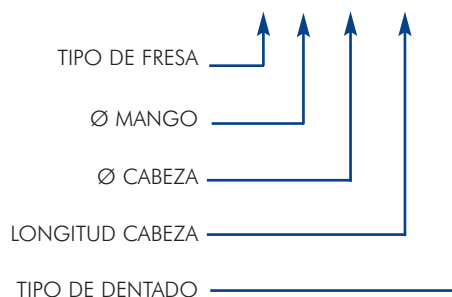 TIPO DE FRESA
Ø MANGO
Ø CABEZA
LONGITUD CABEZA
TIPO DE DENTADO